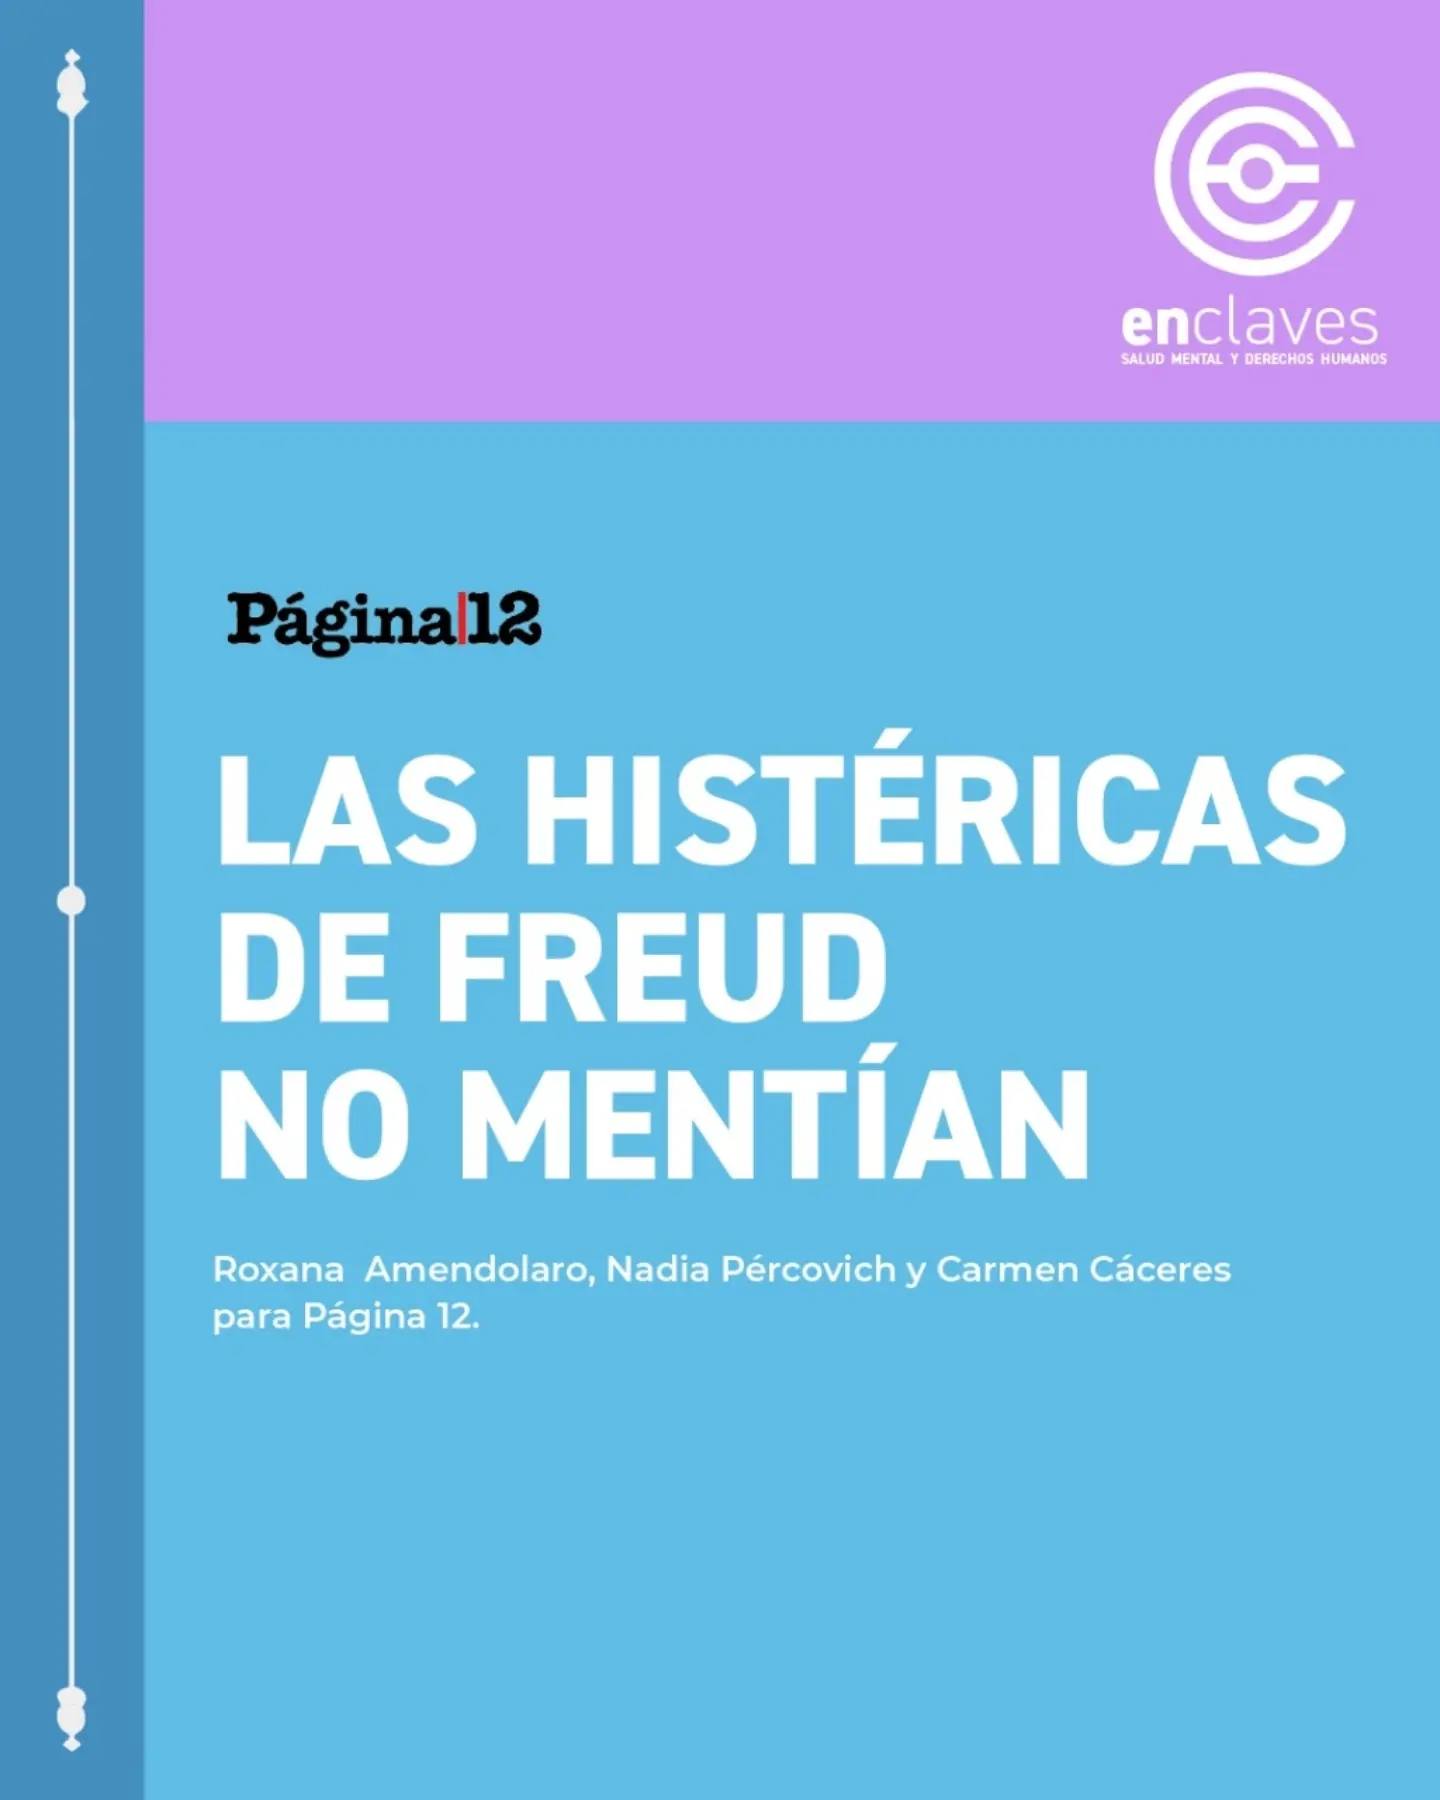 enclaves
SALUD MENTAL Y DERECHOS HUMANOS
Página|12
LAS HISTÉRICAS
DE FREUD
NO MENTÍAN
Roxana Amendolaro, Nadia Pércovich y Carmen Cáceres
para Página 12.